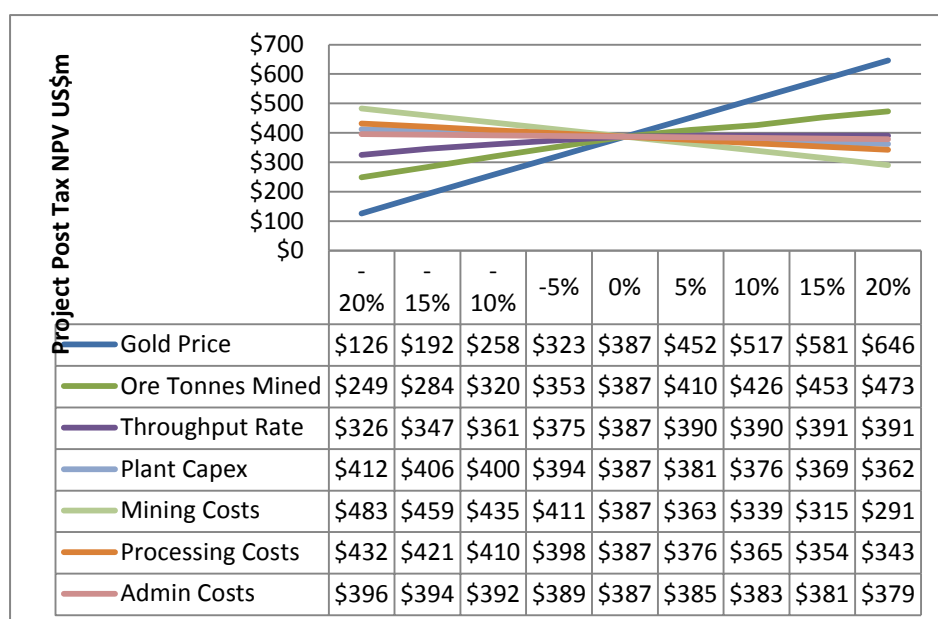 Project Post Tax NPV US$m
$700
$600
$500
$400
$300
$200
$100
$0
- 20% - 15% - 10% -5% 0% 5% 10% 15% 20%
Gold Price $126 $192 $258 $323 $387 $452 $517 $581 $646
Ore Tonnes Mined $249 $284 $320 $353 $387 $410 $426 $453 $473
Throughput Rate $326 $347 $361 $375 $387 $390 $390 $391 $391
Plant Capex $412 $406 $400 $394 $387 $381 $376 $369 $362
Mining Costs $483 $459 $435 $411 $387 $363 $339 $315 $291
Processing Costs $432 $421 $410 $398 $387 $376 $365 $354 $343
Admin Costs $396 $394 $392 $389 $387 $385 $383 $381 $379